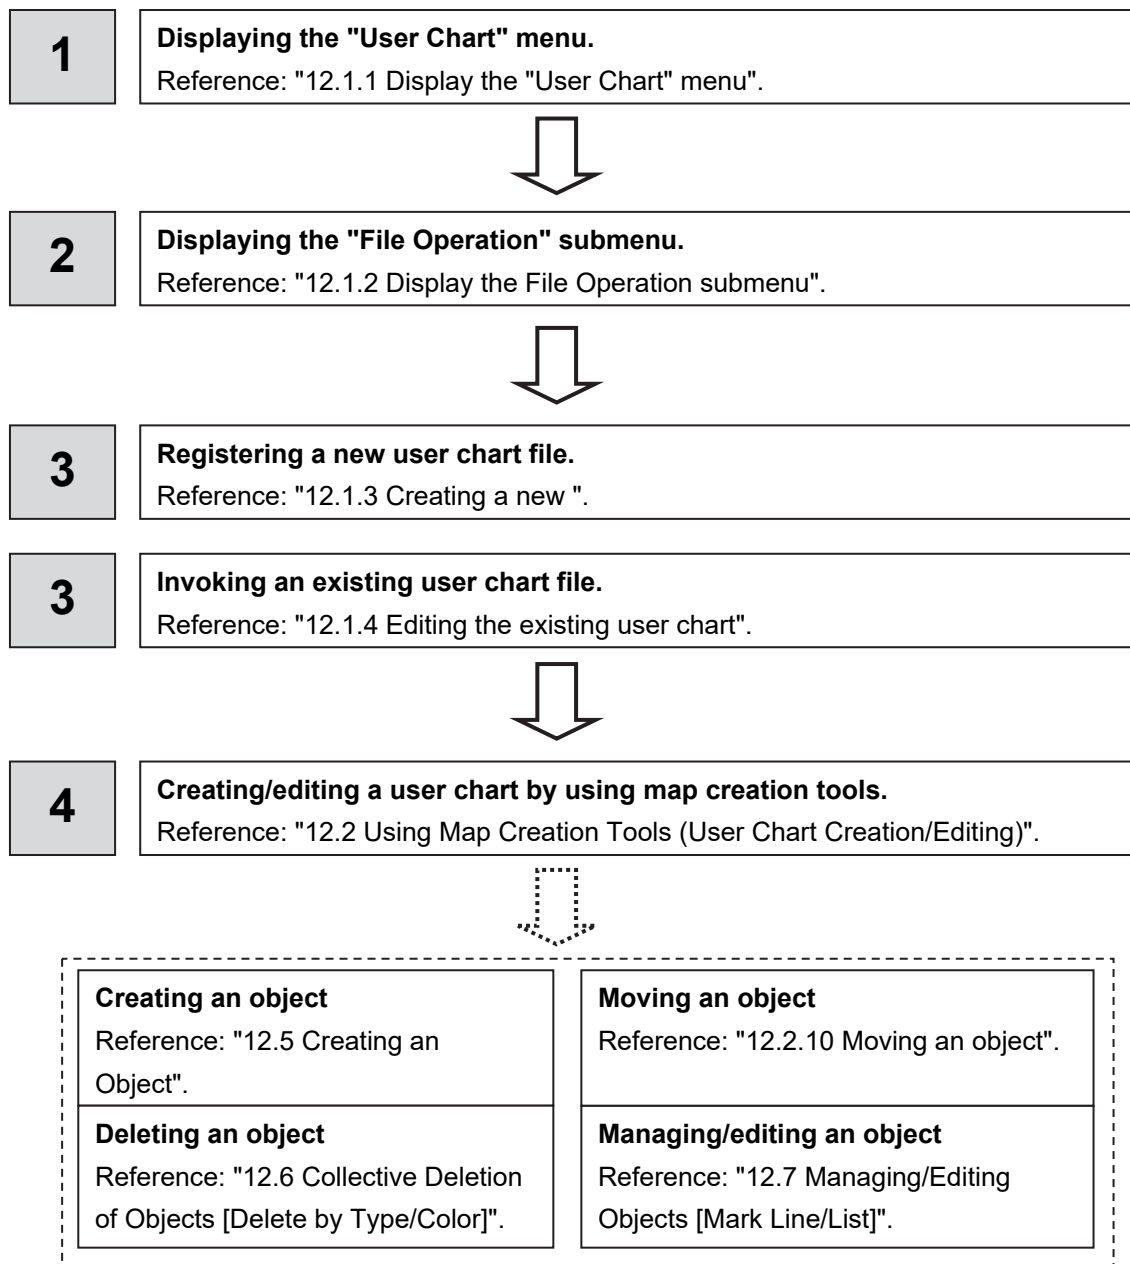 1
Displaying the "User Chart" menu.
Reference: "12.1.1 Display the "User Chart" menu".
2
Displaying the "File Operation" submenu.
Reference: "12.1.2 Display the File Operation submenu".
3
Registering a new user chart file.
Reference: "12.1.3 Creating a new ".
3
Invoking an existing user chart file.
Reference: "12.1.4 Editing the existing user chart".
4
Creating/editing a user chart by using map creation tools.
Reference: "12.2 Using Map Creation Tools (User Chart Creation/Editing)".
Creating an object
Reference: "12.5 Creating an
Object".
Moving an object
Reference: "12.2.10 Moving an object".
Deleting an object
Reference: "12.6 Collective Deletion
of Objects [Delete by Type/Color]".
Managing/editing an object
Reference: "12.7 Managing/Editing
Objects [Mark Line/List]".